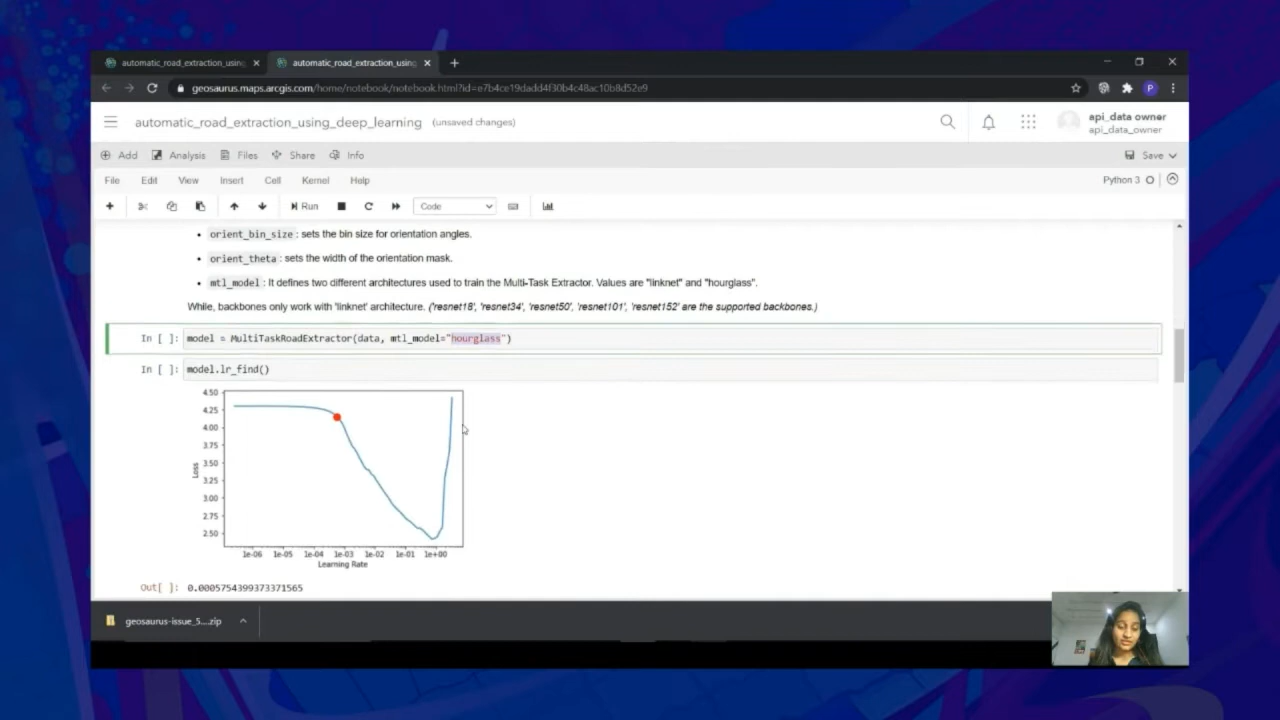 automatic_road_extraction_using
automatic_road_extraction_using
geosaurus.maps.arcgis.com/home/notebook/notebook.html?id=e7b4ce19dadd4f30b4c48ac10b8d52e9
P
automatic_road_extraction_using_deep_learning (unsaved changes)
api_data owner
api_data_owner
Add Analysis Files Share Info Save
File Edit View Insert Cell Kernel Help Python 3
Run Code
orient_bin_size : sets the bin size for orientation angles.
orient_theta : sets the width of the orientation mask.
mtl_model : It defines two different architectures used to train the Multi-Task Extractor. Values are "linknet" and "hourglass".
While, backbones only work with 'linknet' architecture. ('resnet18', 'resnet34', 'resnet50', 'resnet101', 'resnet152' are the supported backbones.)
In [ ]: model = MultiTaskRoadExtractor(data, mtl_model="hourglass")
In [ ]: model.lr_find()
4.50
4.25
4.00
3.75
3.50
3.25
3.00
2.75
2.50
Loss
1e-06 1e-05 1e-04 1e-03 1e-02 1e-01 1e+00
Learning Rate
Out[ ]: 0.0005754399373371565
geosaurus-issue_5....zip